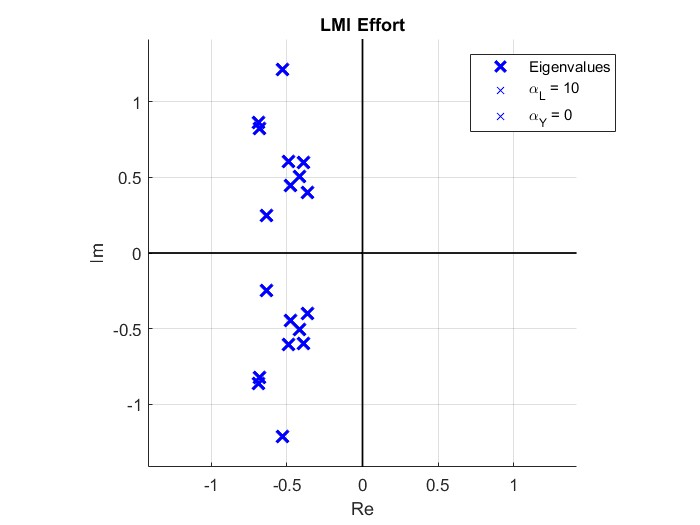 LMI Effort
Eigenvalues
α_L = 10
α_Y = 0
1
0.5
0
-0.5
-1
Im
-1 -0.5 0 0.5 1
Re